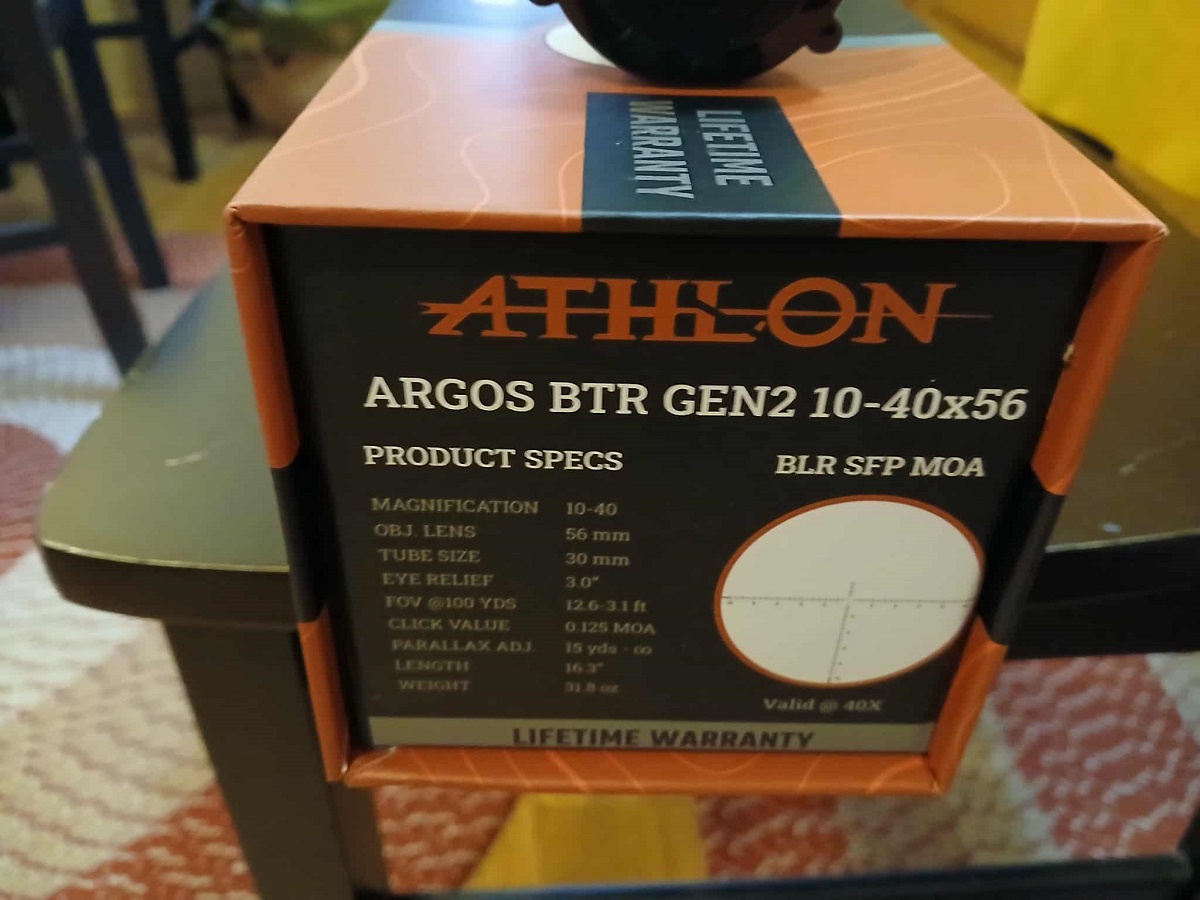 LIFETIME
WARRANTY
ATHLON
ARGOS BTR GEN2 10-40x56
PRODUCT SPECS
BLR SFP MOA
MAGNIFICATION 10-40
OBJ. LENS 56 mm
TUBE SIZE 30 mm
EYE RELIEF 3.0"
FOV @100 YDS 12.6-3.1 ft
CLICK VALUE 0.125 MOA
PARALLAX ADJ. 15 yds - ∞
LENGTH 16.3"
WEIGHT 31.8 oz
Valid @ 40X
LIFETIME WARRANTY